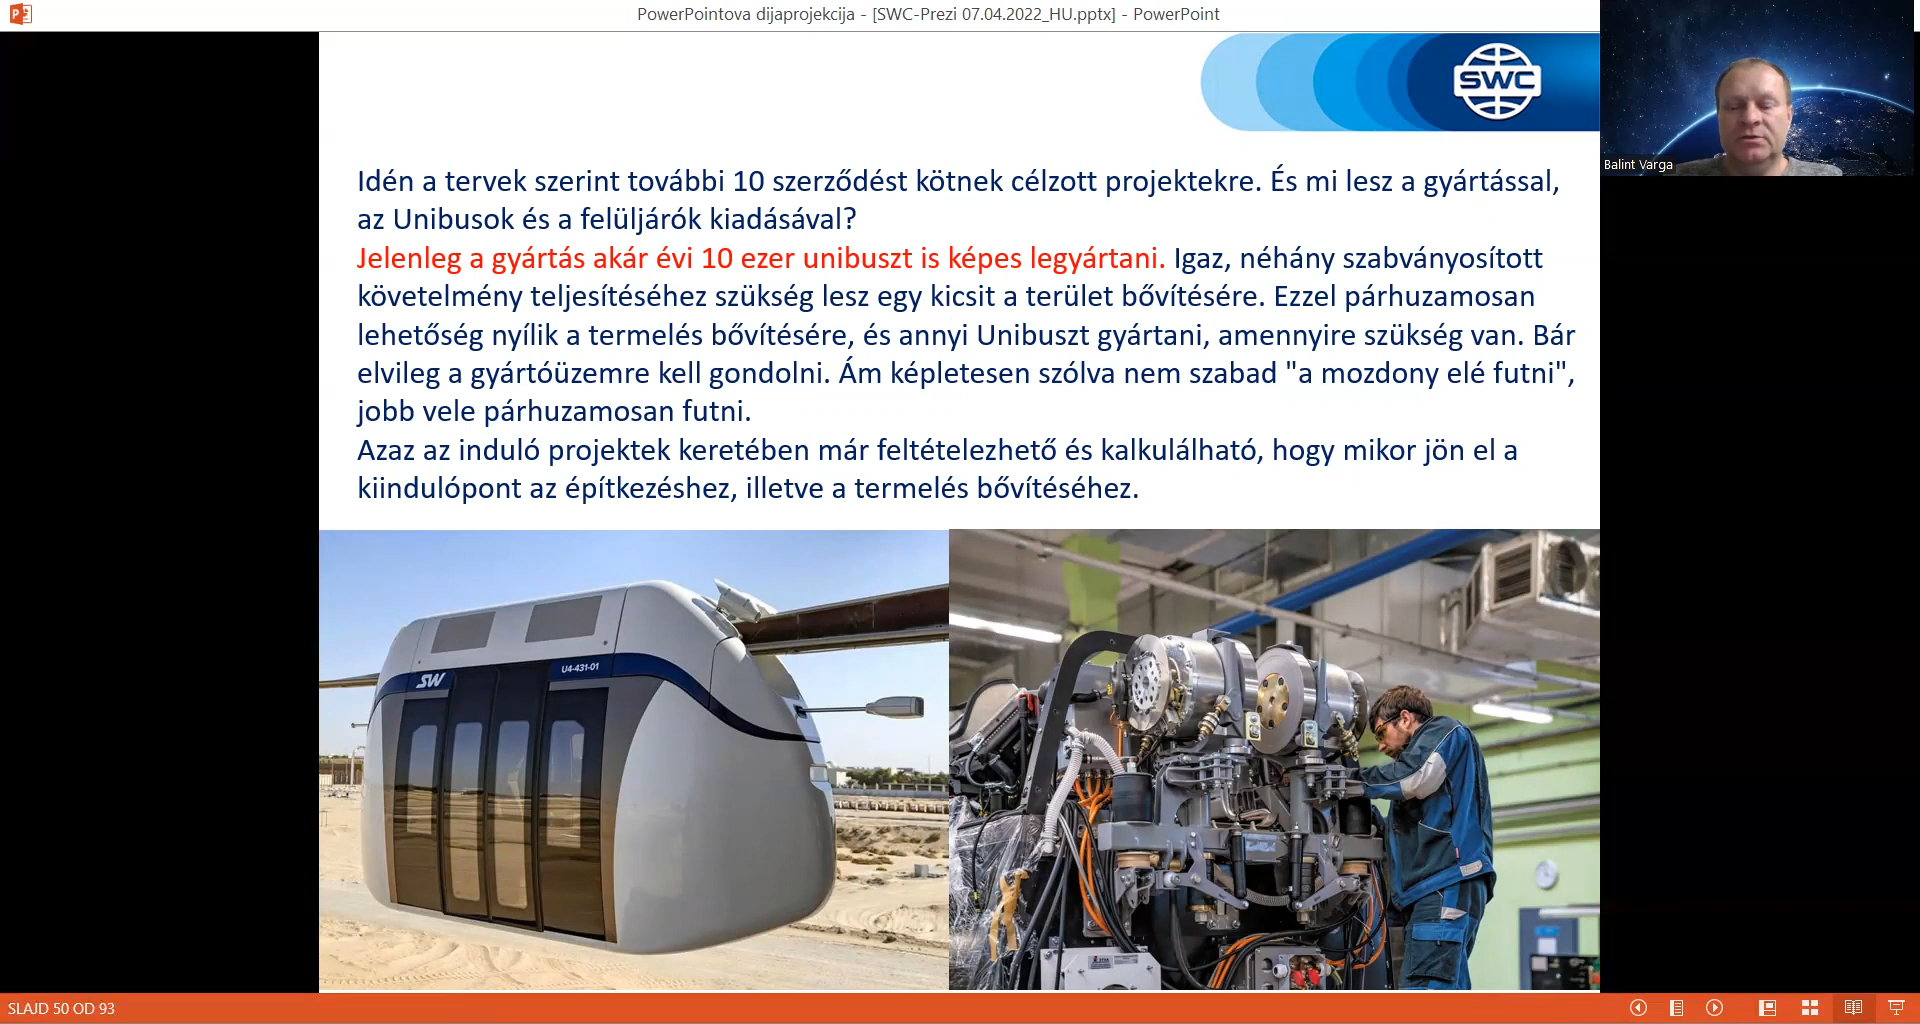 PowerPointova dijaprojekcija - [SWC-Prezi 07.04.2022_HU.pptx] - PowerPoint
SWC
Balint Varga
Idén a tervek szerint további 10 szerződést kötnek célzott projektekre. És mi lesz a gyártással,
az Unibusok és a felüljárók kiadásával?
Jelenleg a gyártás akár évi 10 ezer unibuszt is képes legyártani. Igaz, néhány szabványosított
követelmény teljesítéséhez szükség lesz egy kicsit a terület bővítésére. Ezzel párhuzamosan
lehetőség nyílik a termelés bővítésére, és annyi Unibuszt gyártani, amennyire szükség van. Bár
elvileg a gyártóüzemre kell gondolni. Ám képletesen szólva nem szabad "a mozdony elé futni",
jobb vele párhuzamosan futni.
Azaz az induló projektek keretében már feltételezhető és kalkulálható, hogy mikor jön el a
kiindulópont az építkezéshez, illetve a termelés bővítéséhez.
U4-431-01
SW
SLAJD 50 OD 93